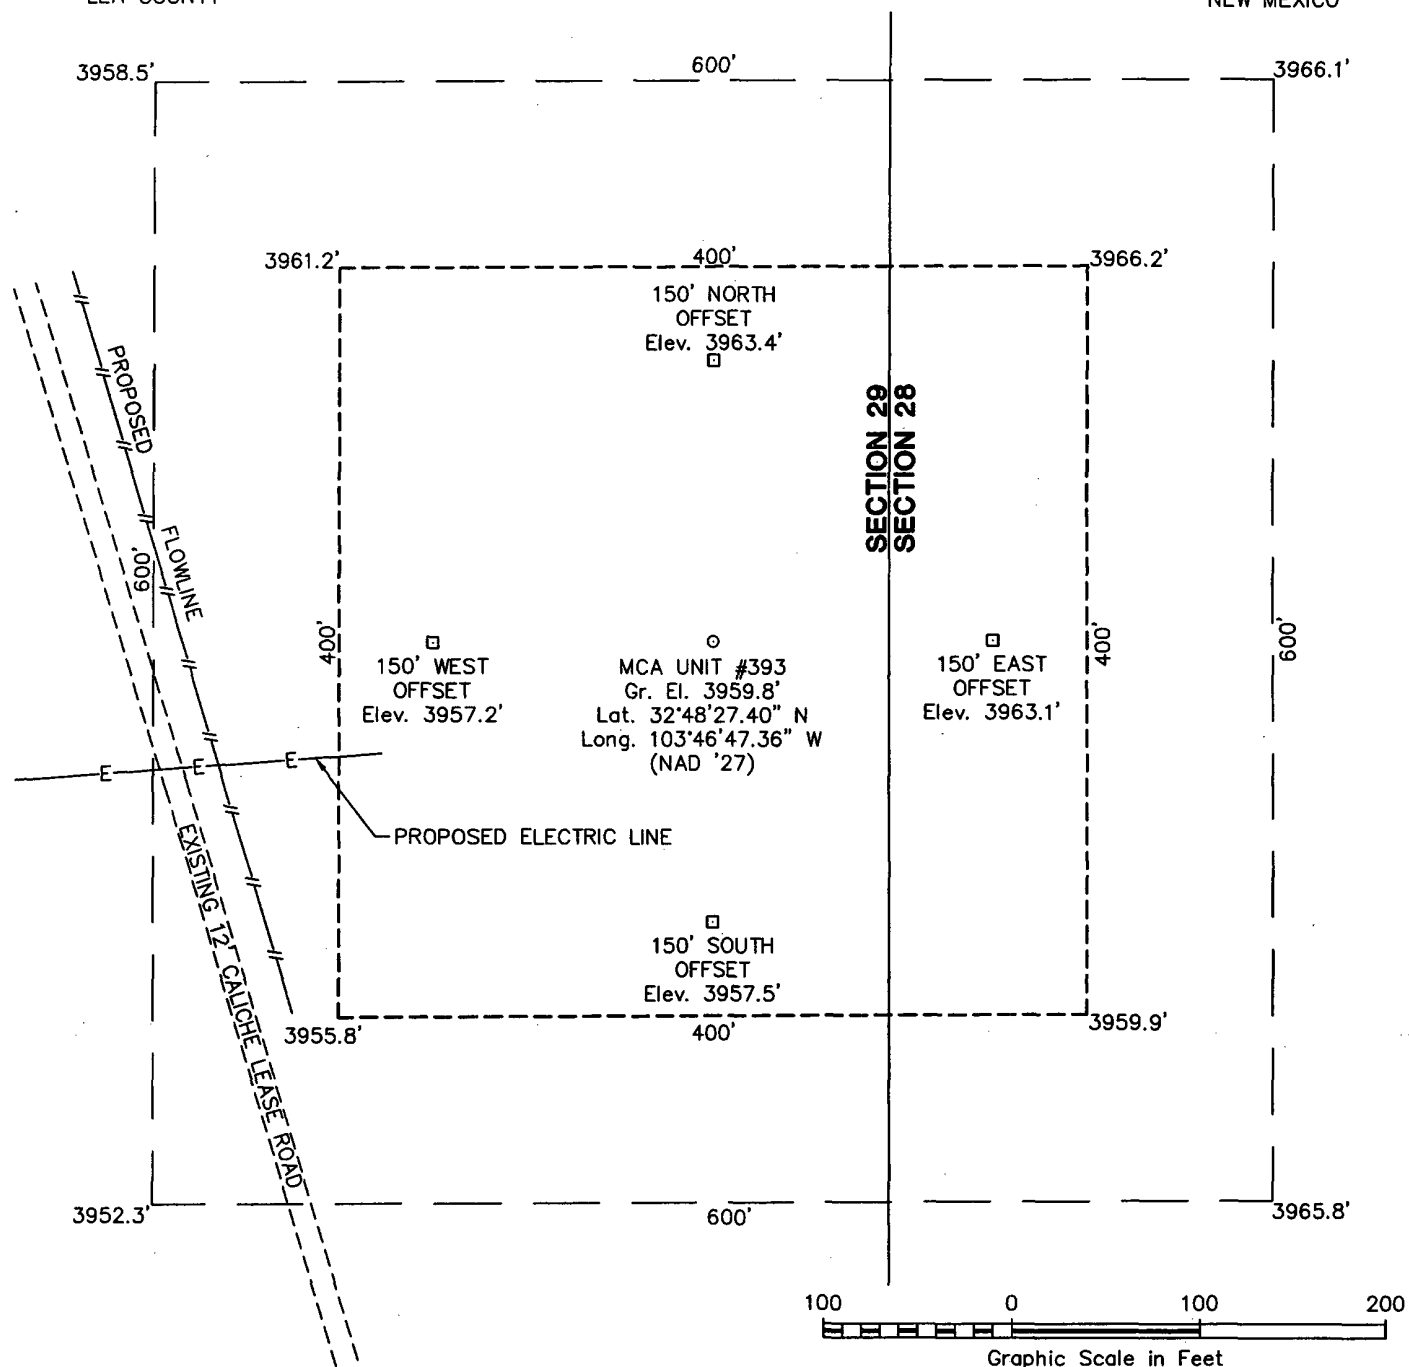 LEA COUNTY
NEW MEXICO
3958.5'
600'
3966.1'
3961.2'
400'
3966.2'
150' NORTH
OFFSET
Elev. 3963.4'
SECTION 29
SECTION 28
PROPOSED
FLOWLINE
600'
400'
150' WEST
OFFSET
Elev. 3957.2'
MCA UNIT #393
Gr. El. 3959.8'
Lat. 32°48'27.40" N
Long. 103°46'47.36" W
(NAD '27)
150' EAST
OFFSET
Elev. 3963.1'
400'
600'
E
E
E
PROPOSED ELECTRIC LINE
EXISTING 12' CALICHE LEASE ROAD
150' SOUTH
OFFSET
Elev. 3957.5'
3955.8'
400'
3959.9'
3952.3'
600'
3965.8'
100 0 100 200
Graphic Scale in Feet